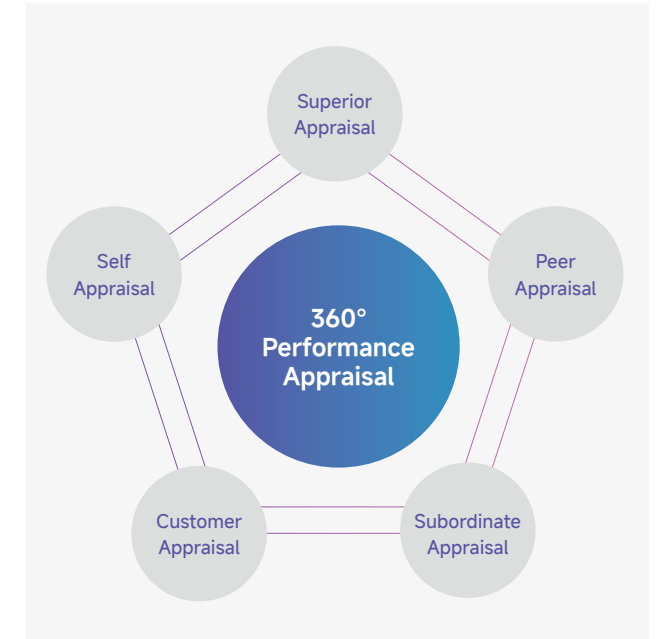 Superior
Appraisal
Self
Appraisal
Peer
Appraisal
360°
Performance
Appraisal
Customer
Appraisal
Subordinate
Appraisal